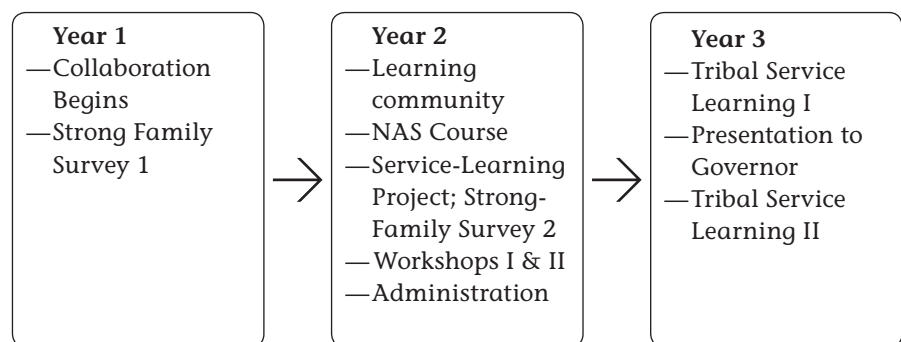 Year 1
—Collaboration
Begins
—Strong Family
Survey 1
Year 2
—Learning
community
—NAS Course
—Service-Learning
Project; Strong-
Family Survey 2
—Workshops I & II
—Administration
Year 3
—Tribal Service
Learning I
—Presentation to
Governor
—Tribal Service
Learning II